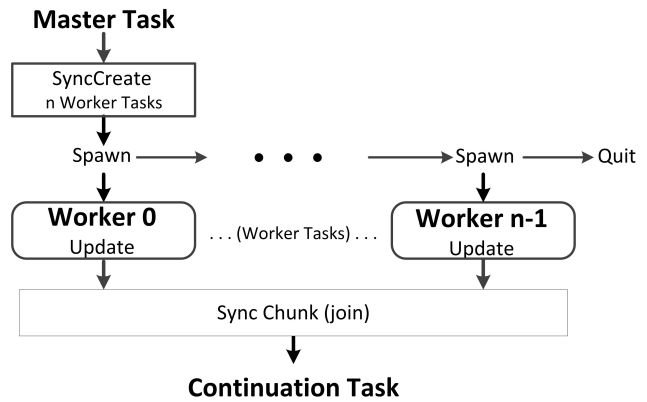 Master Task
SyncCreate
n Worker Tasks
Spawn • • • Spawn Quit
Worker 0
Update
. . . (Worker Tasks) . . .
Worker n-1
Update
Sync Chunk (join)
Continuation Task